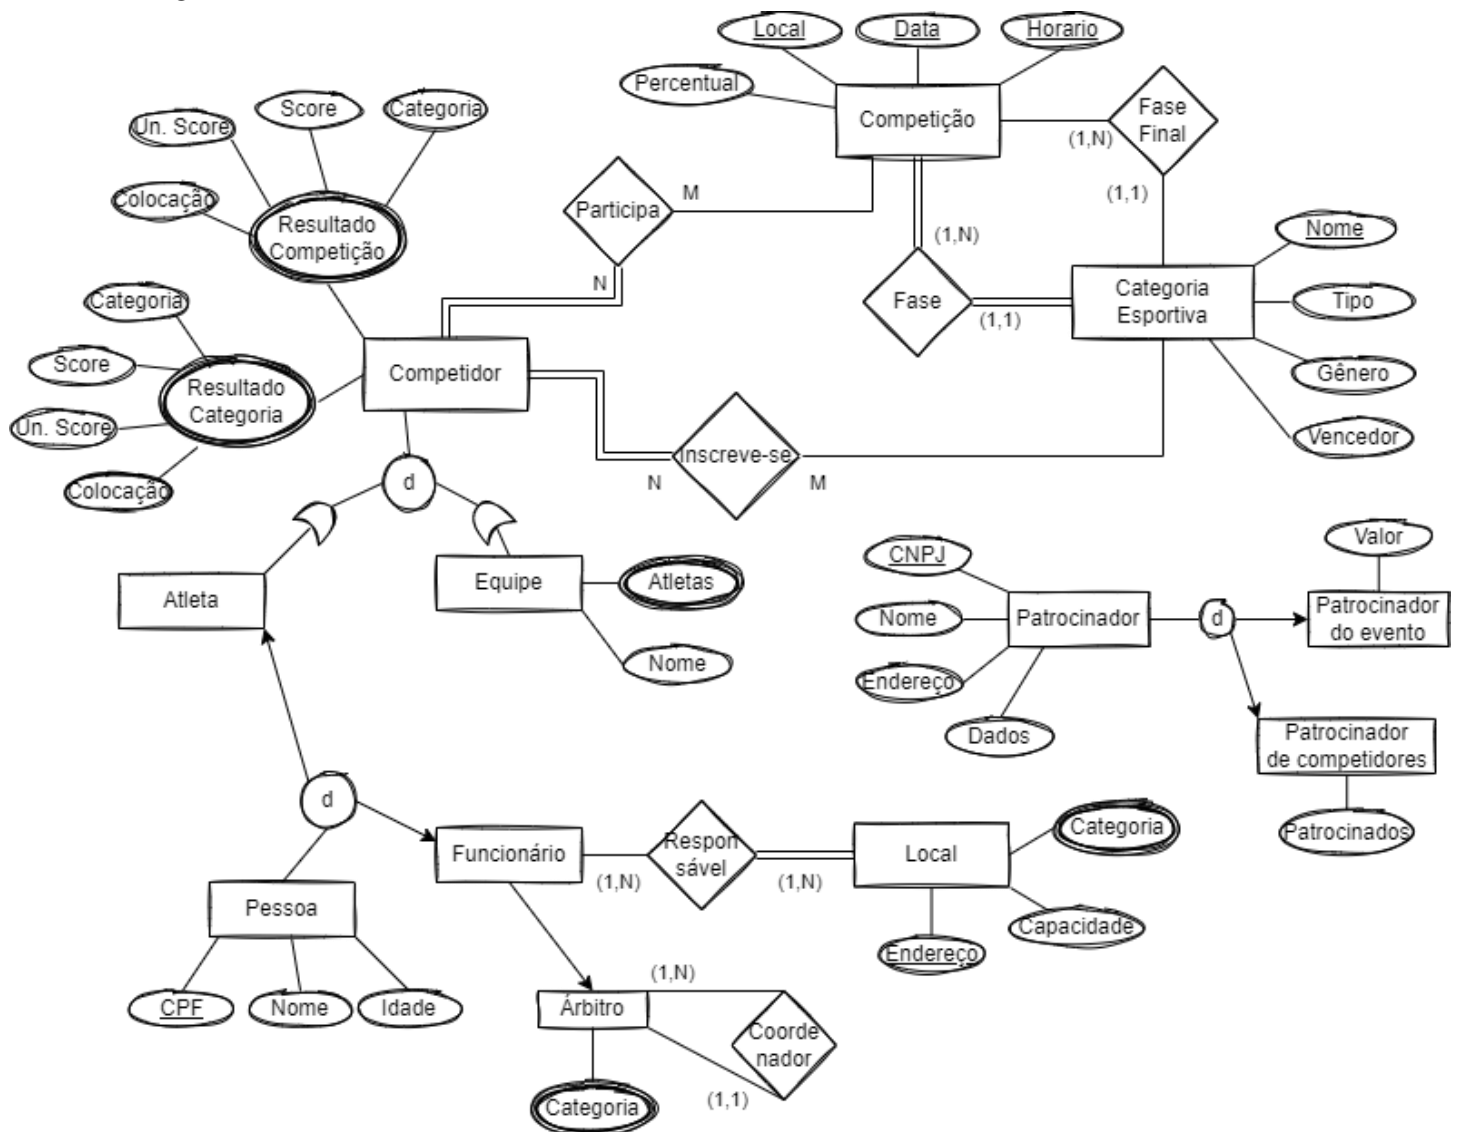 Local
Data
Horario
Percentual
Competição
Fase
Final
(1,N)
(1,1)
Un. Score
Score
Categoria
Colocação
Resultado
Competição
Participa
M
N
(1,N)
Fase
(1,1)
Nome
Categoria
Esportiva
Tipo
Gênero
Vencedor
Categoria
Score
Resultado
Categoria
Un. Score
Colocação
Competidor
Inscreve-se
N
M
d
Atleta
Equipe
Atletas
Nome
CNPJ
Nome
Endereço
Dados
Patrocinador
d
Valor
Patrocinador
do evento
Patrocinador
de competidores
Patrocinados
d
Funcionário
(1,N)
Respon
sável
(1,N)
Local
Categoria
Capacidade
Endereço
Pessoa
CPF
Nome
Idade
Árbitro
(1,N)
Coorde
nador
(1,1)
Categoria